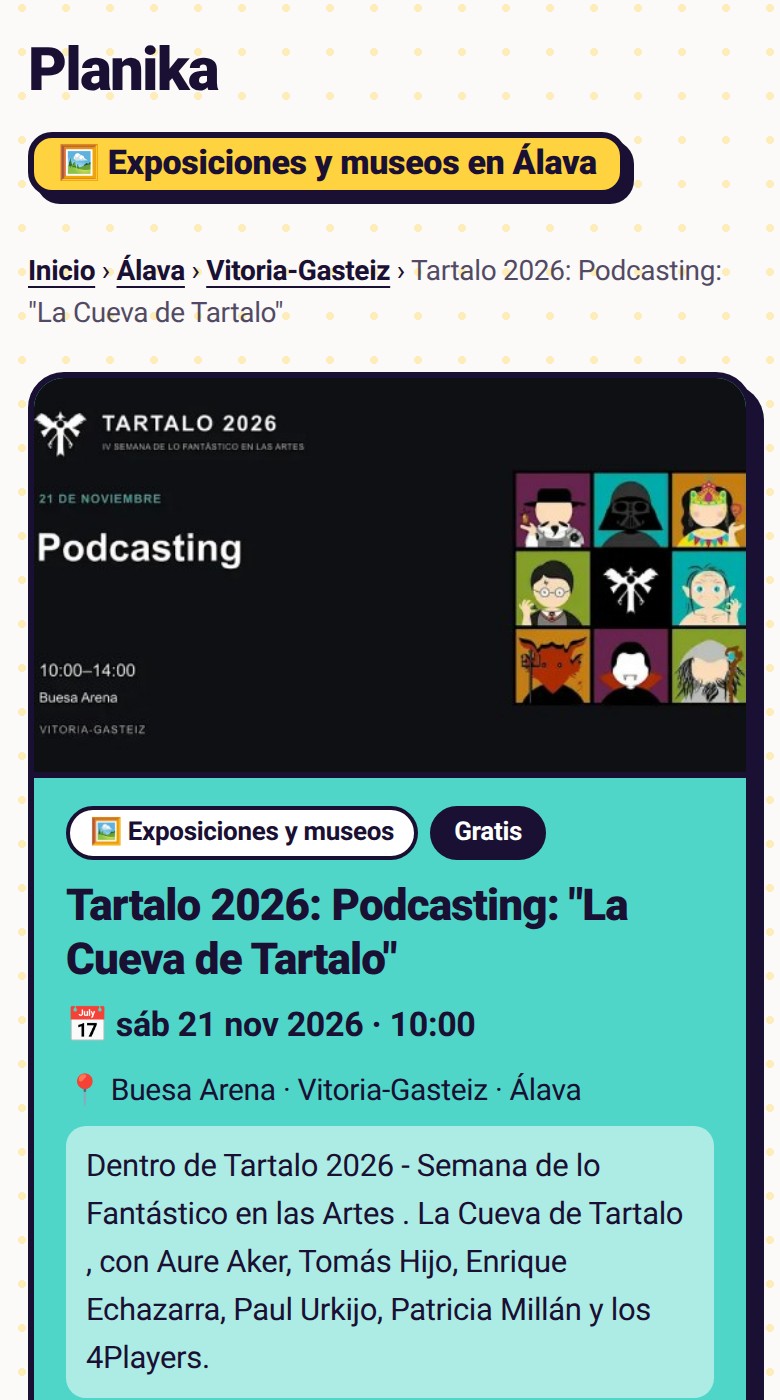 Planika
🖼️ Exposiciones y museos en Álava
Inicio › Álava › Vitoria-Gasteiz › Tartalo 2026: Podcasting:
"La Cueva de Tartalo"
TARTALO 2026
IV SEMANA DE LO FANTÁSTICO EN LAS ARTES
21 DE NOVIEMBRE
Podcasting
10:00–14:00
Buesa Arena
VITORIA-GASTEIZ
🖼️ Exposiciones y museos
Gratis
Tartalo 2026: Podcasting: "La
Cueva de Tartalo"
📅 sáb 21 nov 2026 · 10:00
📍 Buesa Arena · Vitoria-Gasteiz · Álava
Dentro de Tartalo 2026 - Semana de lo
Fantástico en las Artes . La Cueva de Tartalo
, con Aure Aker, Tomás Hijo, Enrique
Echazarra, Paul Urkijo, Patricia Millán y los
4Players.